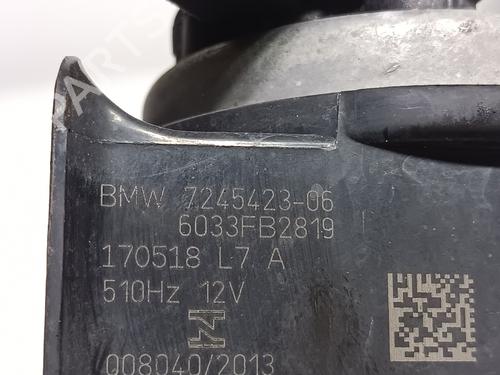 BMW 7245423-06
6033FB2819
170518 L7 A
510Hz 12V
008040/2013